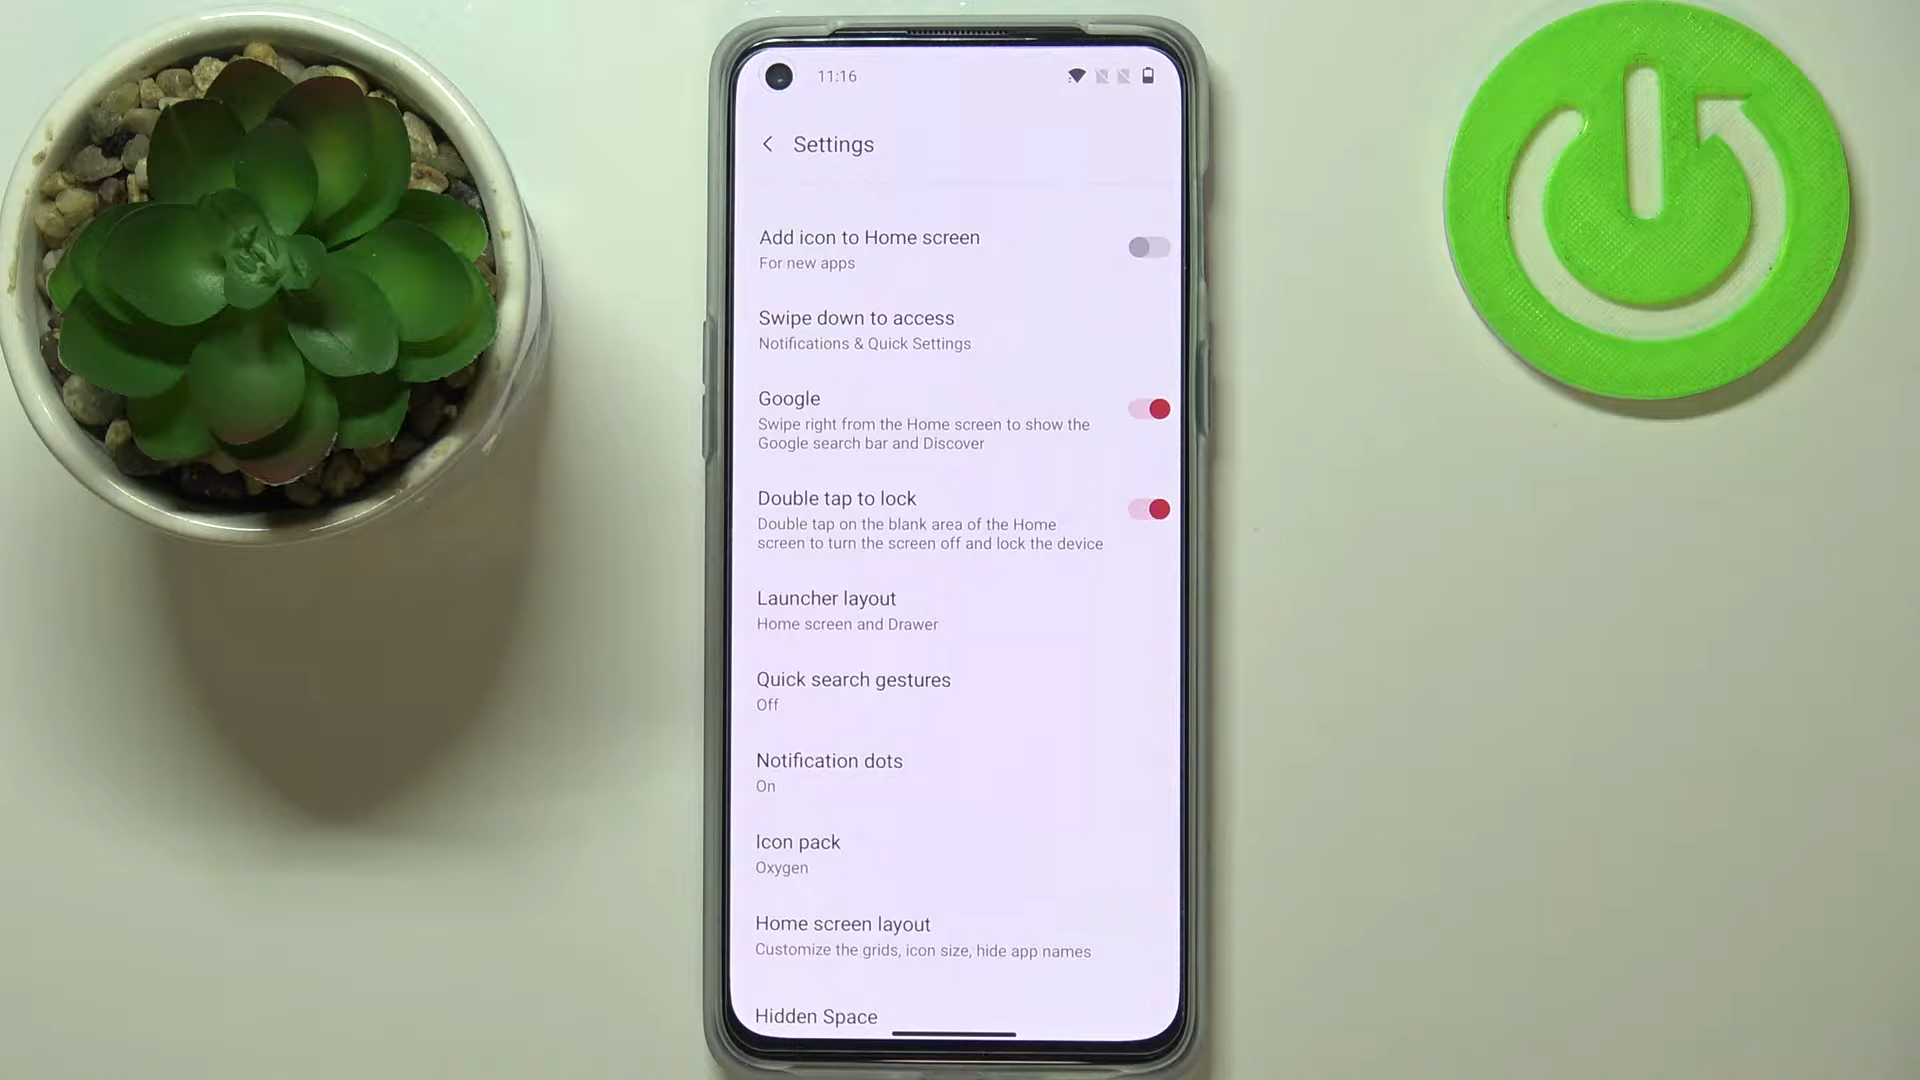 11:16
Settings
Add icon to Home screen
For new apps
Swipe down to access
Notifications & Quick Settings
Google
Swipe right from the Home screen to show the
Google search bar and Discover
Double tap to lock
Double tap on the blank area of the Home
screen to turn the screen off and lock the device
Launcher layout
Home screen and Drawer
Quick search gestures
Off
Notification dots
On
Icon pack
Oxygen
Home screen layout
Customize the grids, icon size, hide app names
Hidden Space